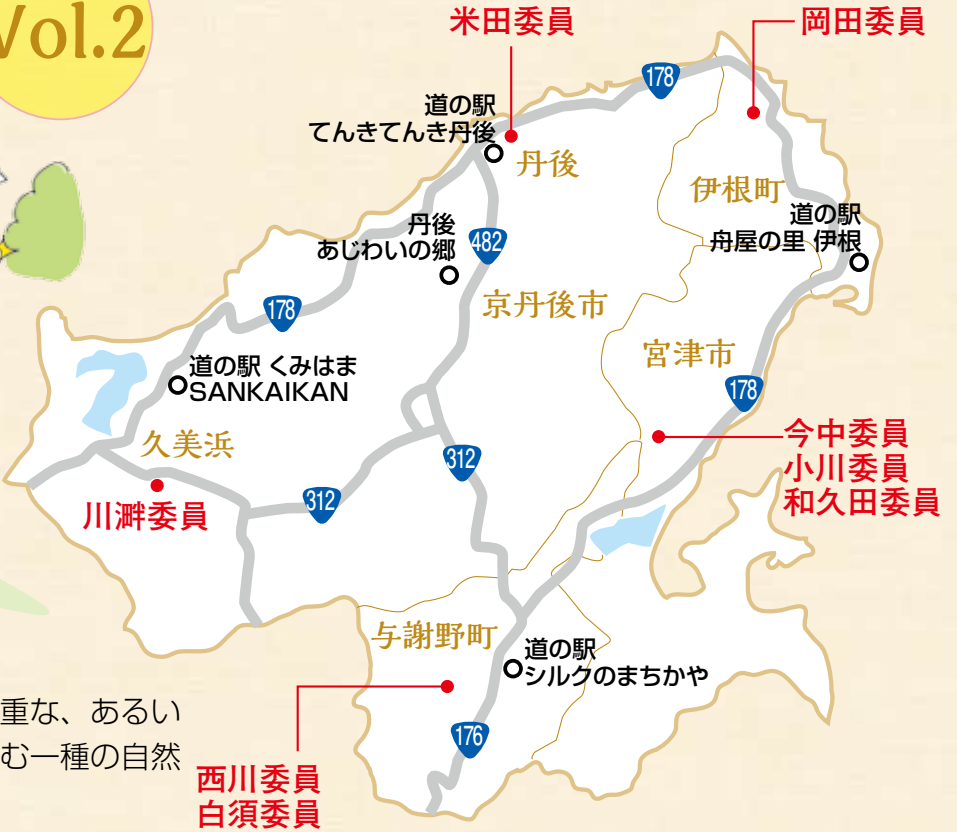 Vol.2
米田委員
岡田委員
178
道の駅
てんきてんき丹後
丹後
伊根町
道の駅
舟屋の里 伊根
丹後
あじわいの郷
482
京丹後市
178
宮津市
道の駅 くみはま
SANKAIKAN
178
久美浜
今中委員
小川委員
和久田委員
312
312
川濉委員
与謝野町
道の駅
シルクのまちかや
重な、あるい
む一種の自然
176
西川委員
白須委員